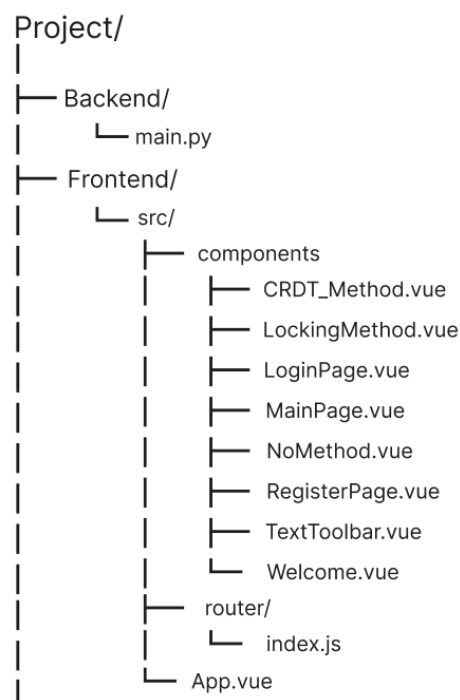 Project/
Backend/
main.py
Frontend/
src/
components
CRDT_Method.vue
LockingMethod.vue
LoginPage.vue
MainPage.vue
NoMethod.vue
RegisterPage.vue
TextToolbar.vue
Welcome.vue
router/
index.js
App.vue